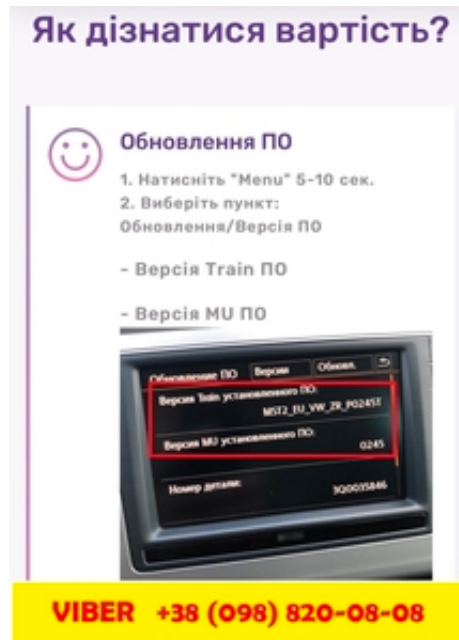 Як дізнатися вартість?
Обновлення ПО
1. Натисніть "Menu" 5-10 сек.
2. Виберіть пункт:
Обновлення/Версія ПО
- Версія Train ПО
- Версія MU ПО
Обновление ПО Версии Обновл.
Версия Train установленного ПО:
MST2_EU_VW_ZR_P0245T
Версия MU установленного ПО:
0245
Номер детали:
3Q0035846
VIBER +38 (098) 820-08-08